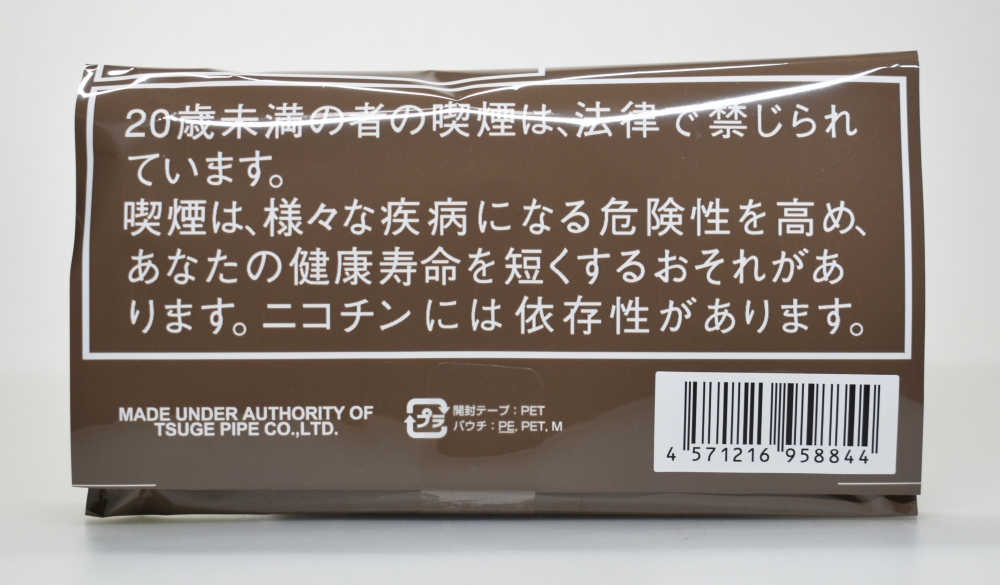 20歳未満の者の喫煙は、法律で禁じられ
ています。
喫煙は、様々な疾病になる危険性を高め、
あなたの健康寿命を短くするおそれがあ
ります。ニコチンには依存性があります。
MADE UNDER AUTHORITY OF
TSUGE PIPE CO.,LTD.
プラ
開封テープ：PET
パウチ：PE, PET, M
4 571216 958844